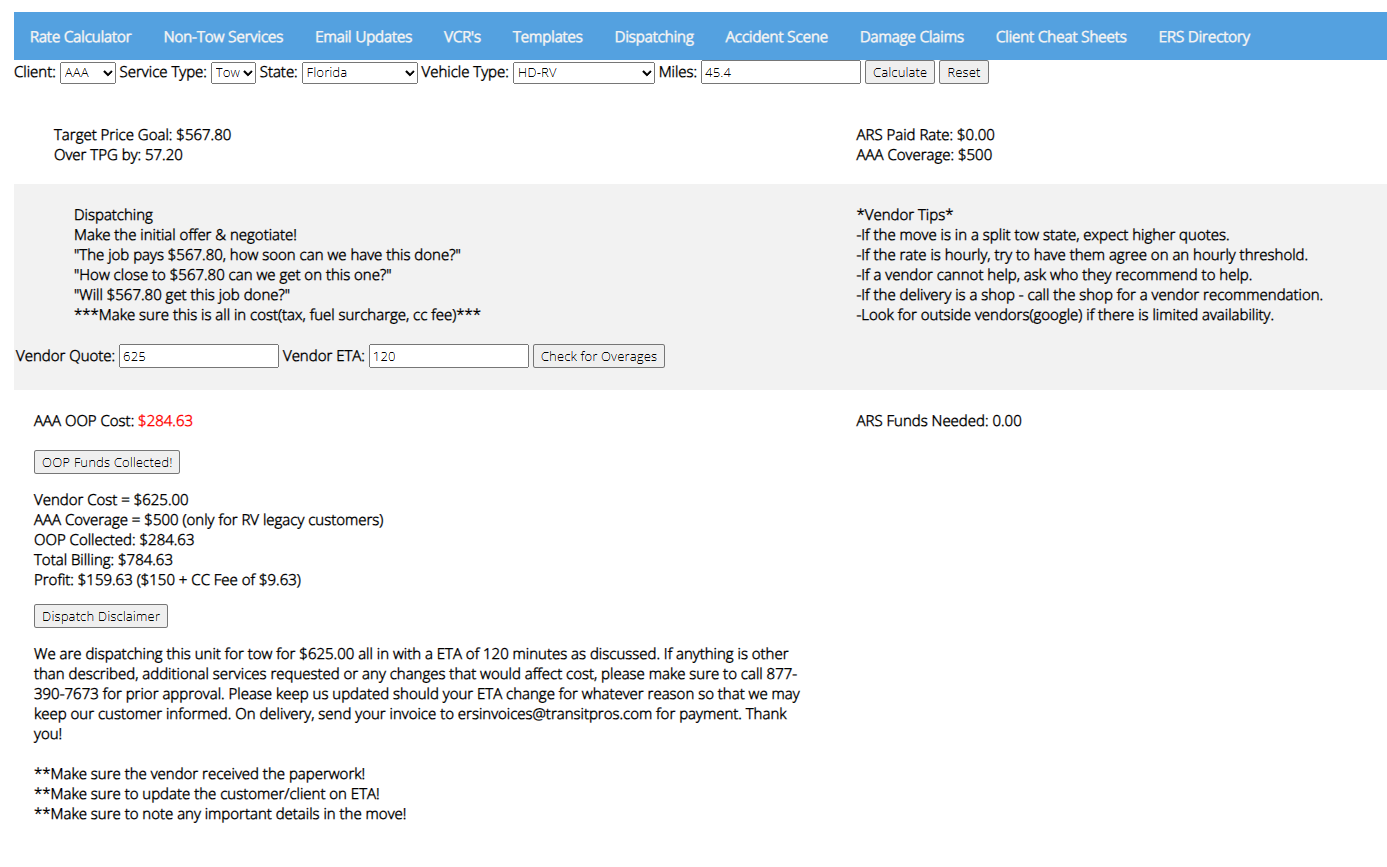 Rate Calculator Non-Tow Services Email Updates VCR's Templates Dispatching Accident Scene Damage Claims Client Cheat Sheets ERS Directory
Client: AAA Service Type: Tow State: Florida Vehicle Type: HD-RV Miles: 45.4 Calculate Reset
Target Price Goal: $567.80
Over TPG by: 57.20
ARS Paid Rate: $0.00
AAA Coverage: $500
Dispatching
Make the initial offer & negotiate!
"The job pays $567.80, how soon can we have this done?"
"How close to $567.80 can we get on this one?"
"Will $567.80 get this job done?"
***Make sure this is all in cost(tax, fuel surcharge, cc fee)***
*Vendor Tips*
-If the move is in a split tow state, expect higher quotes.
-If the rate is hourly, try to have them agree on an hourly threshold.
-If a vendor cannot help, ask who they recommend to help.
-If the delivery is a shop - call the shop for a vendor recommendation.
-Look for outside vendors(google) if there is limited availability.
Vendor Quote: 625 Vendor ETA: 120 Check for Overages
AAA OOP Cost: $284.63
ARS Funds Needed: 0.00
OOP Funds Collected!
Vendor Cost = $625.00
AAA Coverage = $500 (only for RV legacy customers)
OOP Collected: $284.63
Total Billing: $784.63
Profit: $159.63 ($150 + CC Fee of $9.63)
Dispatch Disclaimer
We are dispatching this unit for tow for $625.00 all in with a ETA of 120 minutes as discussed. If anything is other
than described, additional services requested or any changes that would affect cost, please make sure to call 877-
390-7673 for prior approval. Please keep us updated should your ETA change for whatever reason so that we may
keep our customer informed. On delivery, send your invoice to ersinvoices@transitpros.com for payment. Thank
you!
**Make sure the vendor received the paperwork!
**Make sure to update the customer/client on ETA!
**Make sure to note any important details in the move!